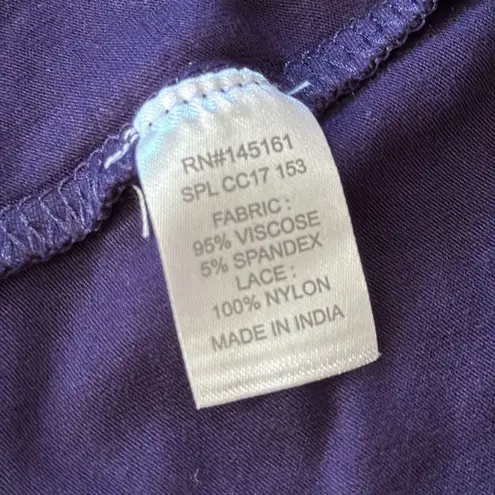 RN#145161
SPL CC17 153
FABRIC :
95% VISCOSE
5% SPANDEX
LACE :
100% NYLON
MADE IN INDIA